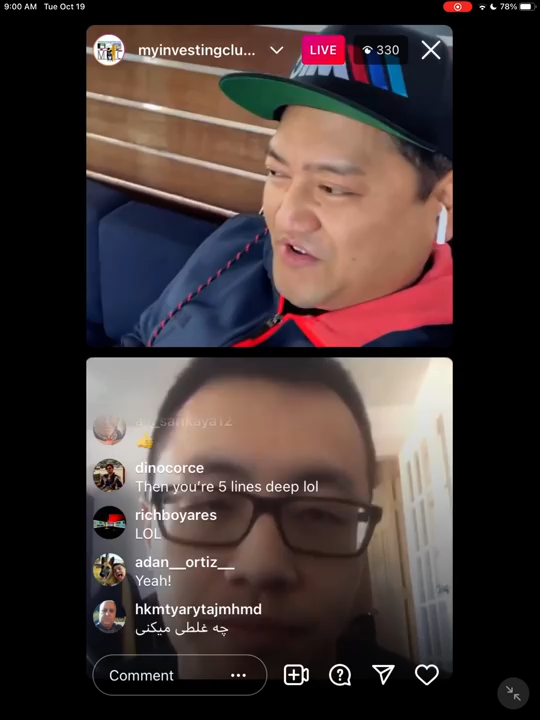 9:00 AM Tue Oct 19
78%
myinvestingclu...
LIVE
330
a_i_sarikaya12
dinocorce
Then you're 5 lines deep lol
richboyares
LOL
adan__ortiz__
Yeah!
hkmtyarytajmhmd
چه غلطی میکنی
Comment